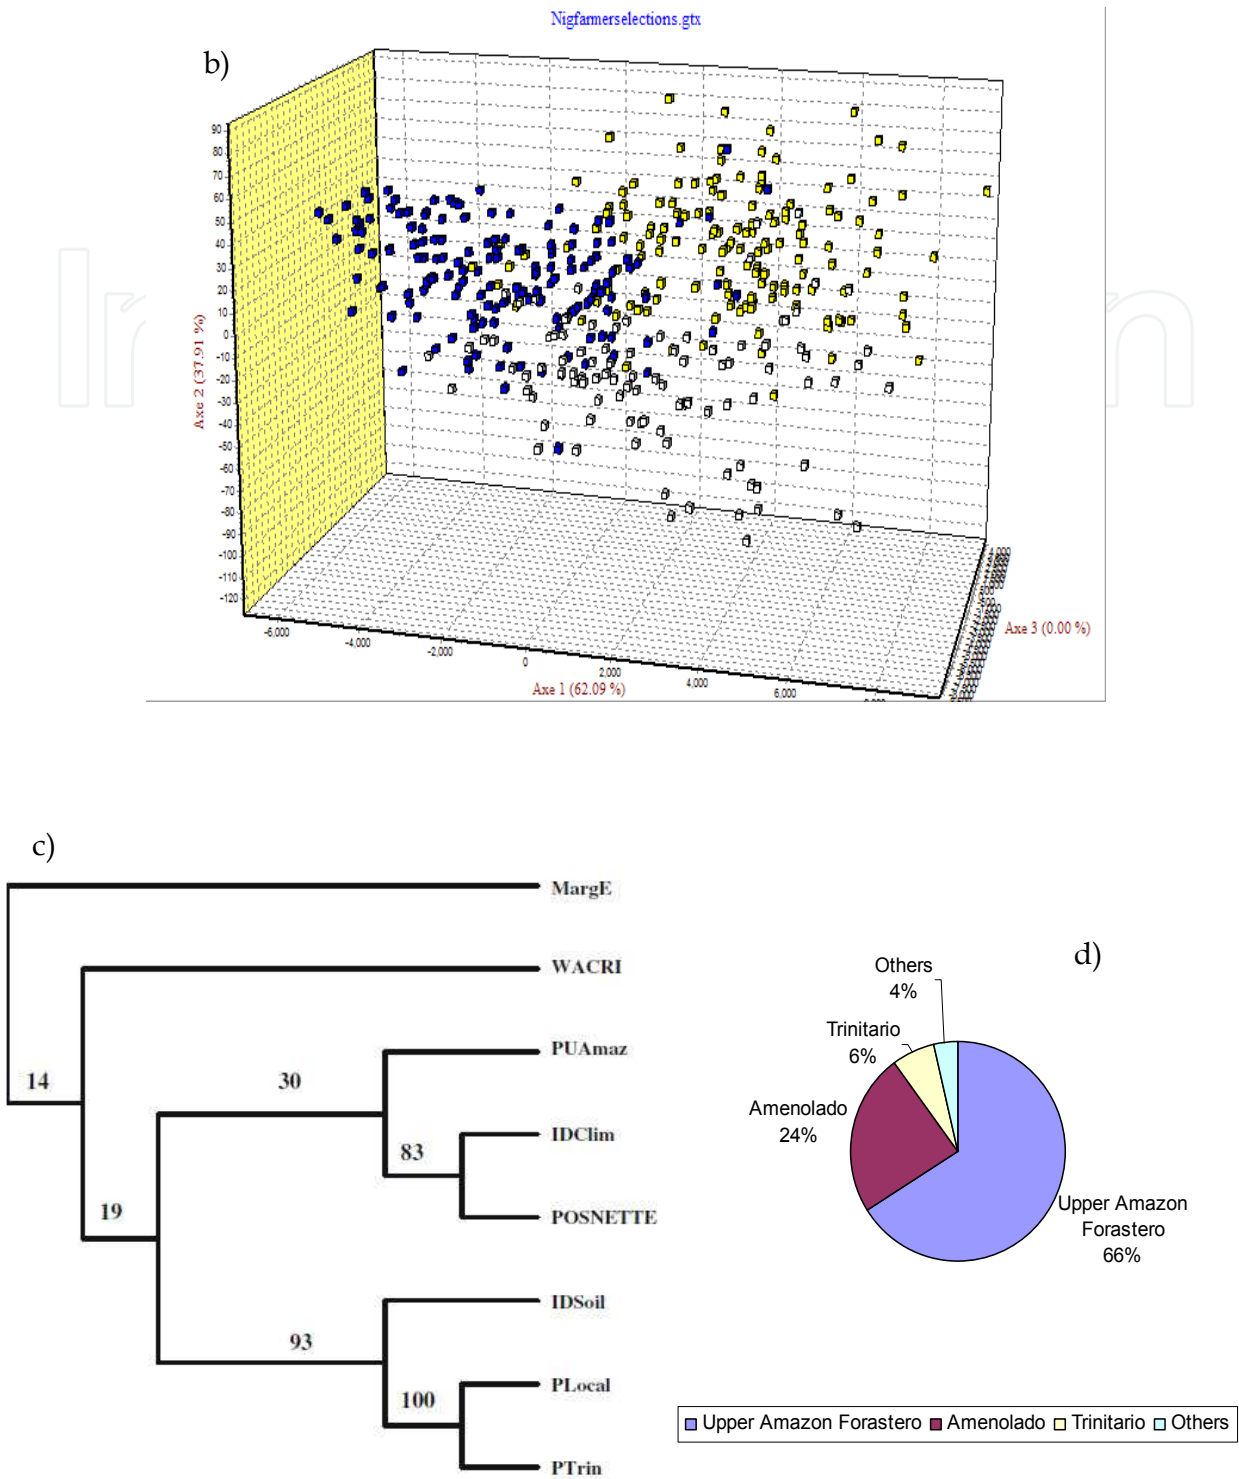 Nigfarmerselections.gtx
b)
90
80
70
60
50
40
30
20
10
0
-10
-20
-30
-40
-50
-60
-70
-80
-90
-100
-110
-120
Axe 2 (37.91 %)
-6,000
-4,000
-2,000
0
2,000
4,000
6,000
Axe 1 (62.09 %)
Axe 3 (0.00 %)
c)
MargE
WACRI
PUAmaz
IDClim
POSNETTE
IDSoil
PLocal
PTrin
14
30
83
19
93
100
d)
Others
4%
Trinitario
6%
Amenolado
24%
Upper Amazon
Forastero
66%
Upper Amazon Forastero Amenolado Trinitario Others